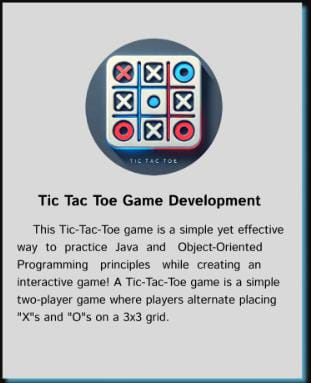 TIC TAC TOE
Tic Tac Toe Game Development
This Tic-Tac-Toe game is a simple yet effective
way to practice Java and Object-Oriented
Programming principles while creating an
interactive game! A Tic-Tac-Toe game is a simple
two-player game where players alternate placing
"X"s and "O"s on a 3x3 grid.